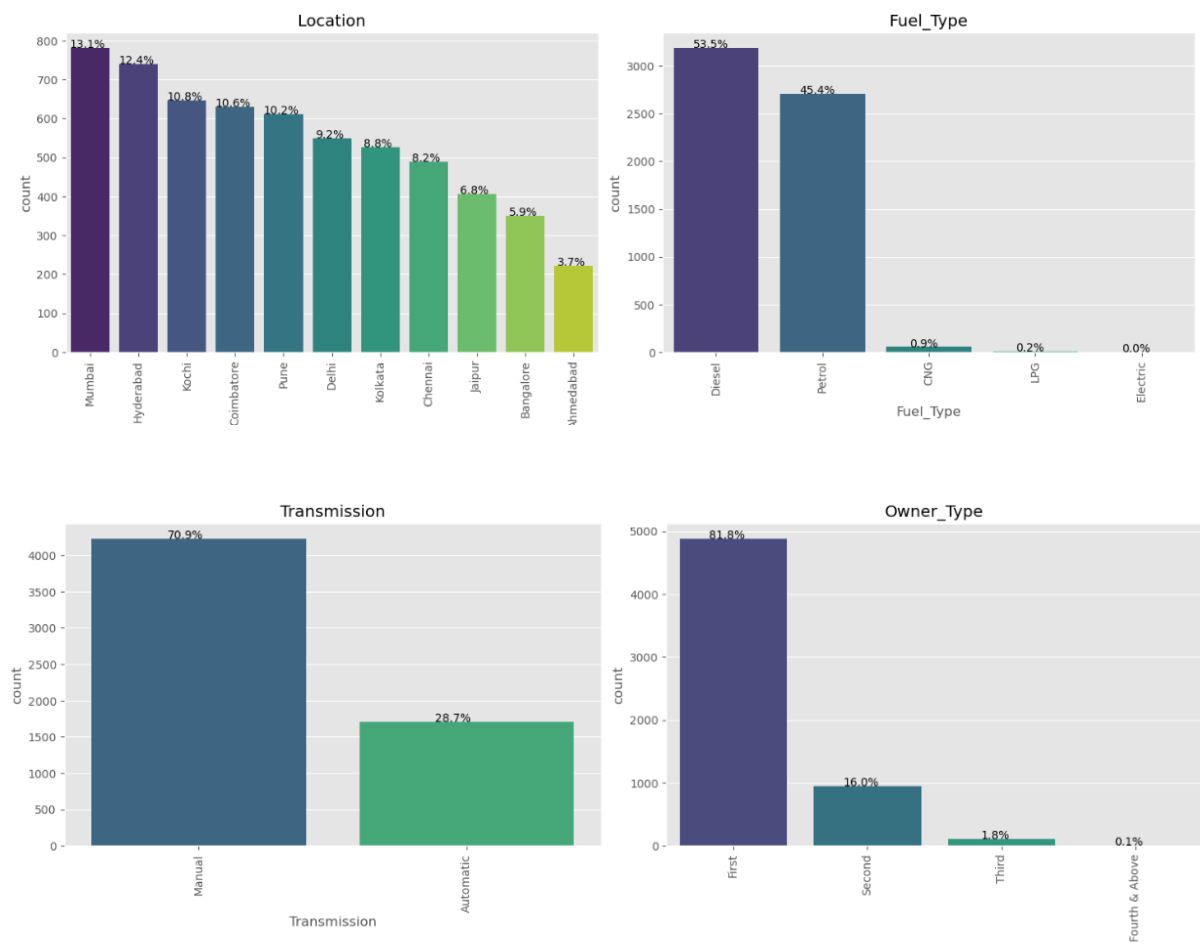 Location
800
700
600
500
400
300
200
100
0
count
13.1%
12.4%
10.8%
10.6%
10.2%
9.2%
8.8%
8.2%
6.8%
5.9%
3.7%
Mumbai
Hyderabad
Kochi
Coimbatore
Pune
Delhi
Kolkata
Chennai
Jaipur
Bangalore
hmedabad
Fuel_Type
3000
2500
2000
1500
1000
500
0
count
53.5%
45.4%
0.9%
0.2%
0.0%
Diesel
Petrol
CNG
LPG
Electric
Fuel_Type
Transmission
4000
3500
3000
2500
2000
1500
1000
500
0
count
70.9%
28.7%
Manual
Automatic
Transmission
Owner_Type
5000
4000
3000
2000
1000
0
count
81.8%
16.0%
1.8%
0.1%
First
Second
Third
Fourth & Above